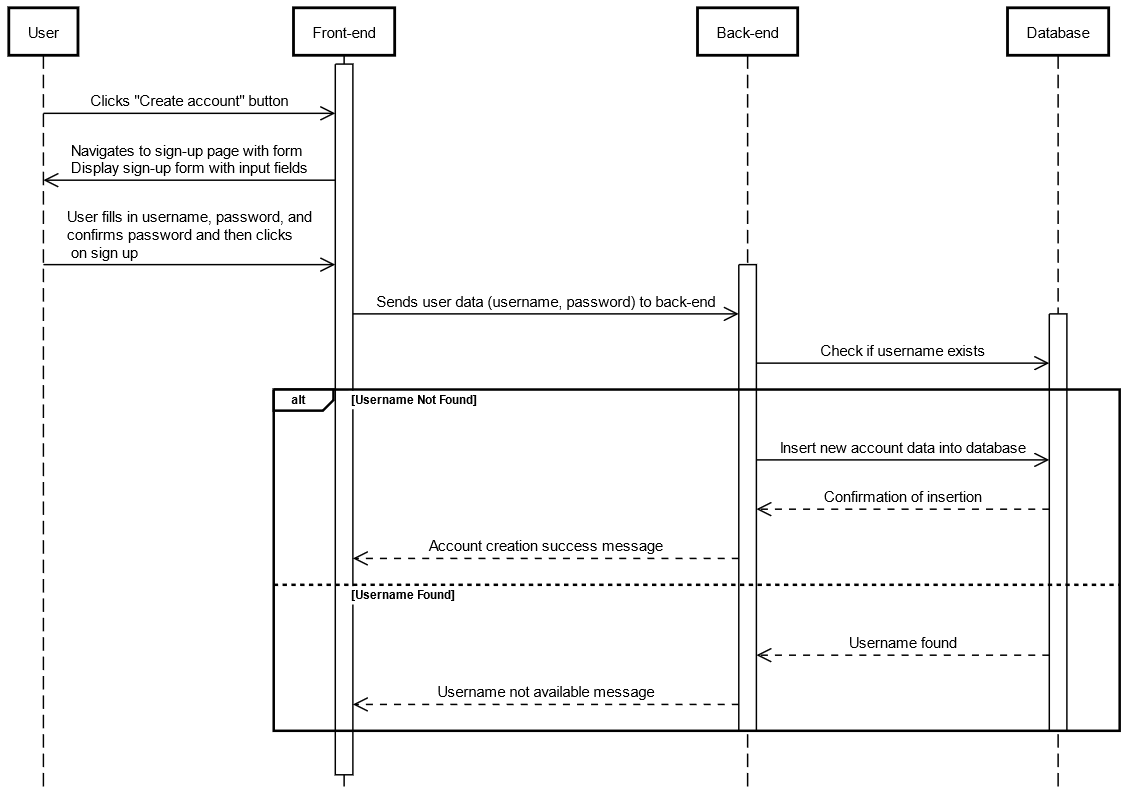 User
Front-end
Back-end
Database
Clicks "Create account" button
Navigates to sign-up page with form
Display sign-up form with input fields
User fills in username, password, and
confirms password and then clicks
on sign up
Sends user data (username, password) to back-end
Check if username exists
alt
[Username Not Found]
Insert new account data into database
Confirmation of insertion
Account creation success message
[Username Found]
Username found
Username not available message